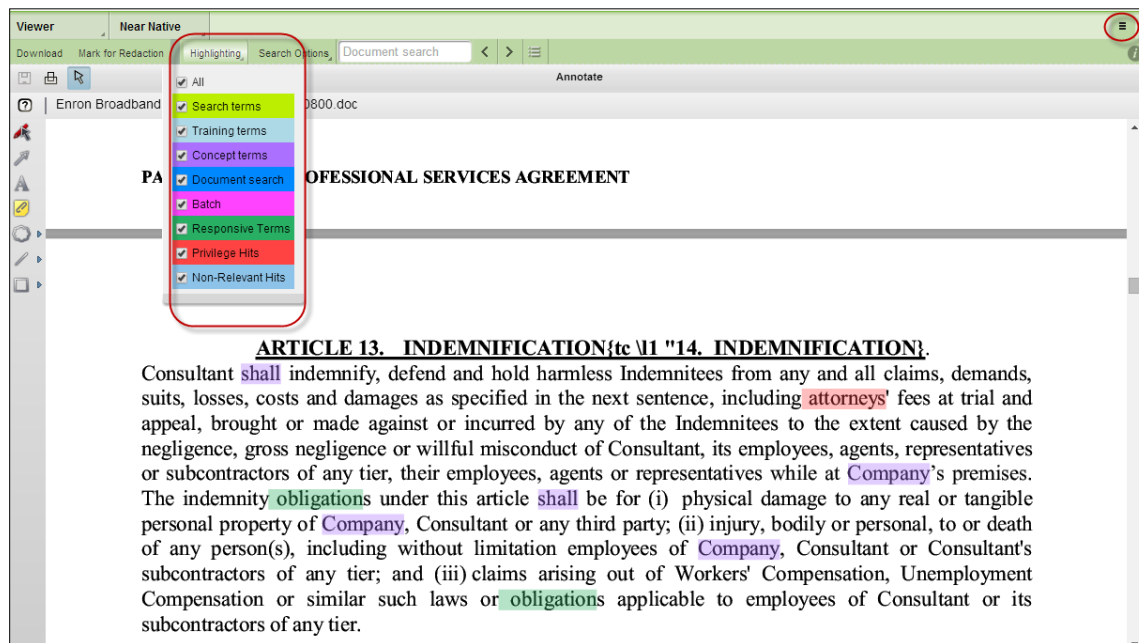 Viewer Near Native
Download Mark for Redaction Highlighting Search Options Document search
Annotate
Enron Broadband 0800.doc
All
Search terms
Training terms
Concept terms
Document search
Batch
Responsive Terms
Privilege Hits
Non-Relevant Hits
PA OFESSIONAL SERVICES AGREEMENT
ARTICLE 13. INDEMNIFICATION{tc \l1 "14. INDEMNIFICATION}.
Consultant shall indemnify, defend and hold harmless Indemnitees from any and all claims, demands,
suits, losses, costs and damages as specified in the next sentence, including attorneys' fees at trial and
appeal, brought or made against or incurred by any of the Indemnitees to the extent caused by the
negligence, gross negligence or willful misconduct of Consultant, its employees, agents, representatives
or subcontractors of any tier, their employees, agents or representatives while at Company's premises.
The indemnity obligations under this article shall be for (i) physical damage to any real or tangible
personal property of Company, Consultant or any third party; (ii) injury, bodily or personal, to or death
of any person(s), including without limitation employees of Company, Consultant or Consultant's
subcontractors of any tier; and (iii) claims arising out of Workers' Compensation, Unemployment
Compensation or similar such laws or obligations applicable to employees of Consultant or its
subcontractors of any tier.